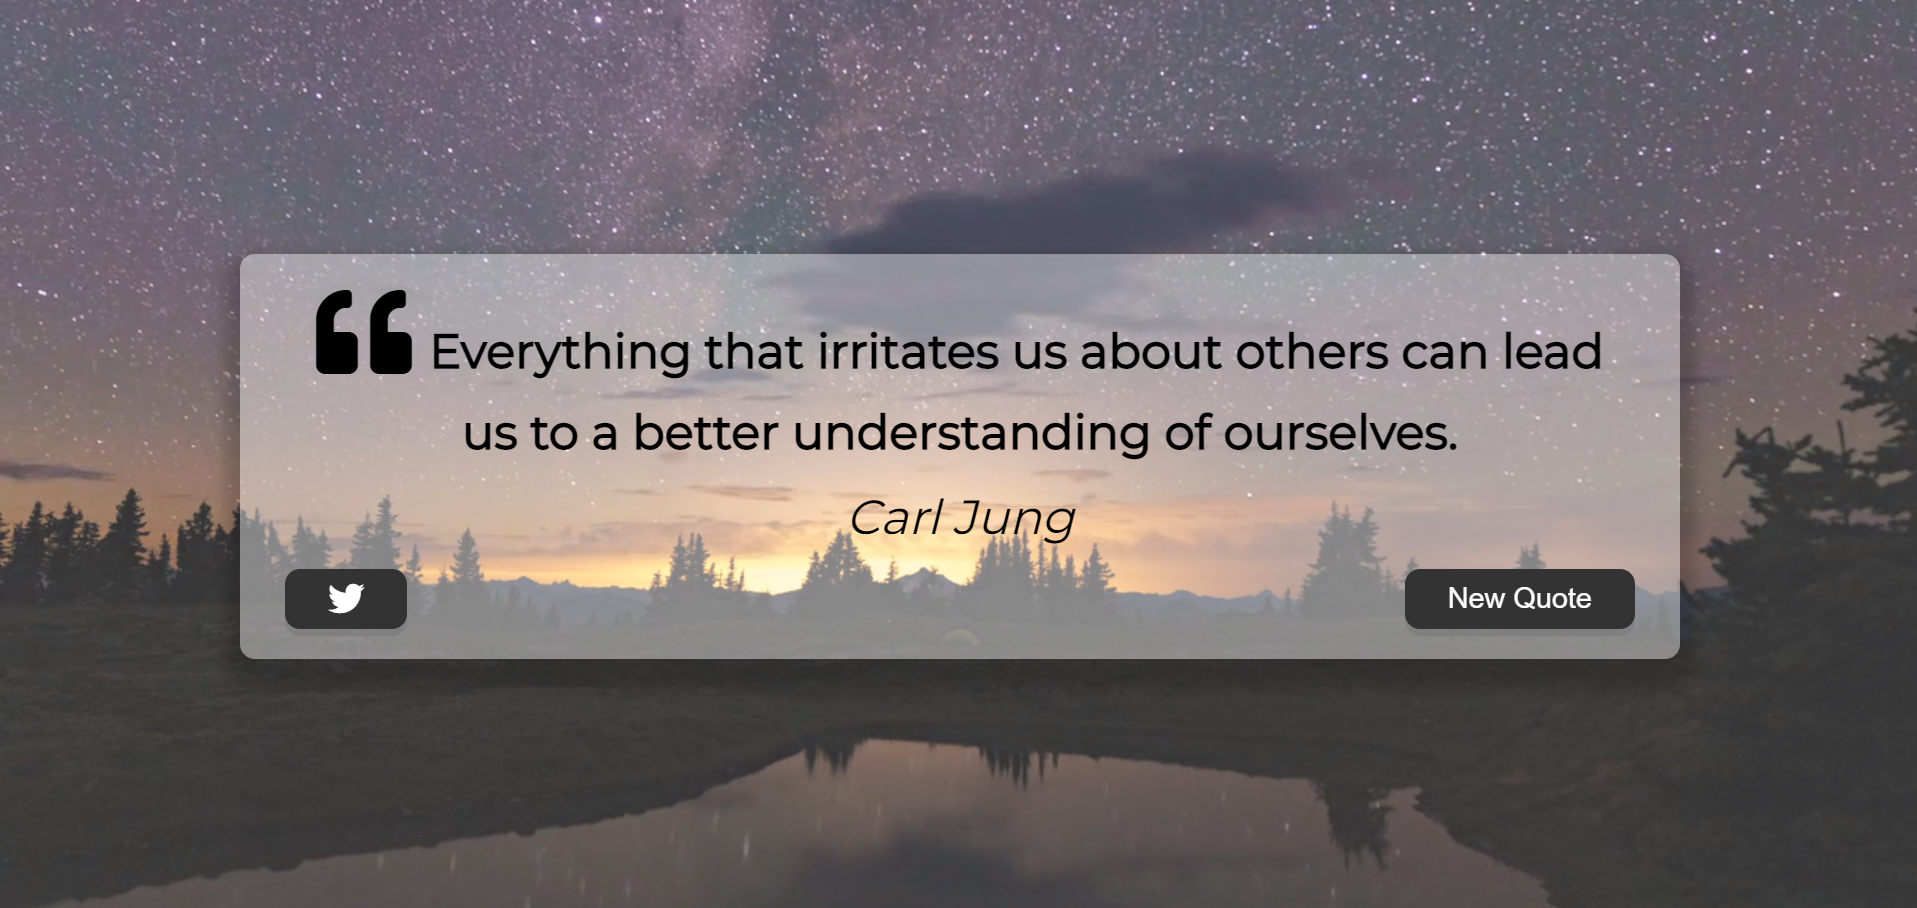 Everything that irritates us about others can lead
us to a better understanding of ourselves.
Carl Jung
New Quote